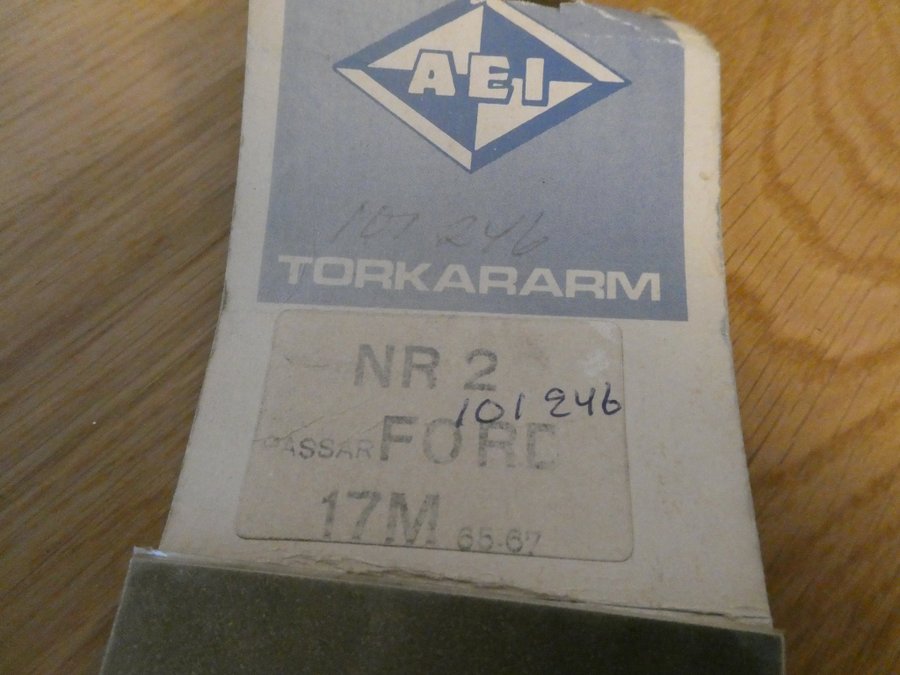 AEI
101 246
TORKARARM
NR 2
101 246
PASSAR FORD
17M 65-67